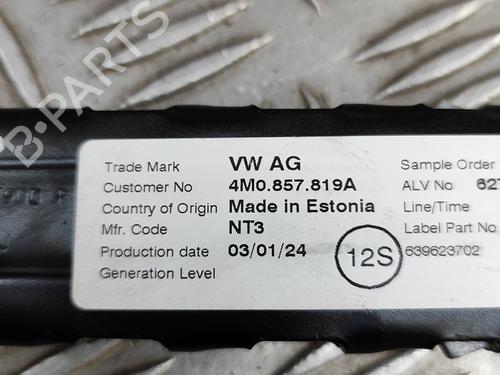 Trade Mark VW AG Sample Order
Customer No 4M0.857.819A ALV No
Country of Origin Made in Estonia Line/Time
Mfr. Code NT3 Label Part No
Production date 03/01/24 12S 639623702
Generation Level
B-PARTS